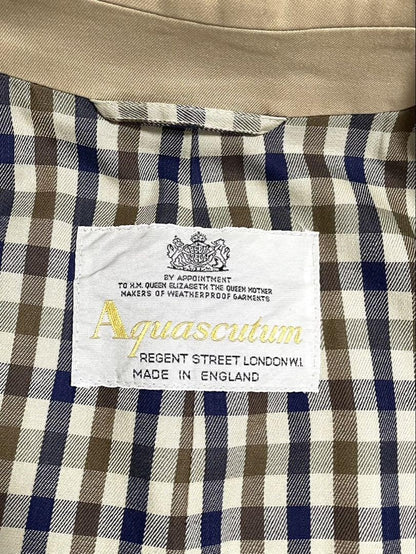 BY APPOINTMENT
TO H.M. QUEEN ELIZABETH THE QUEEN MOTHER
MAKERS OF WEATHERPROOF GARMENTS
Aquascutum
REGENT STREET LONDON W.1.
MADE IN ENGLAND